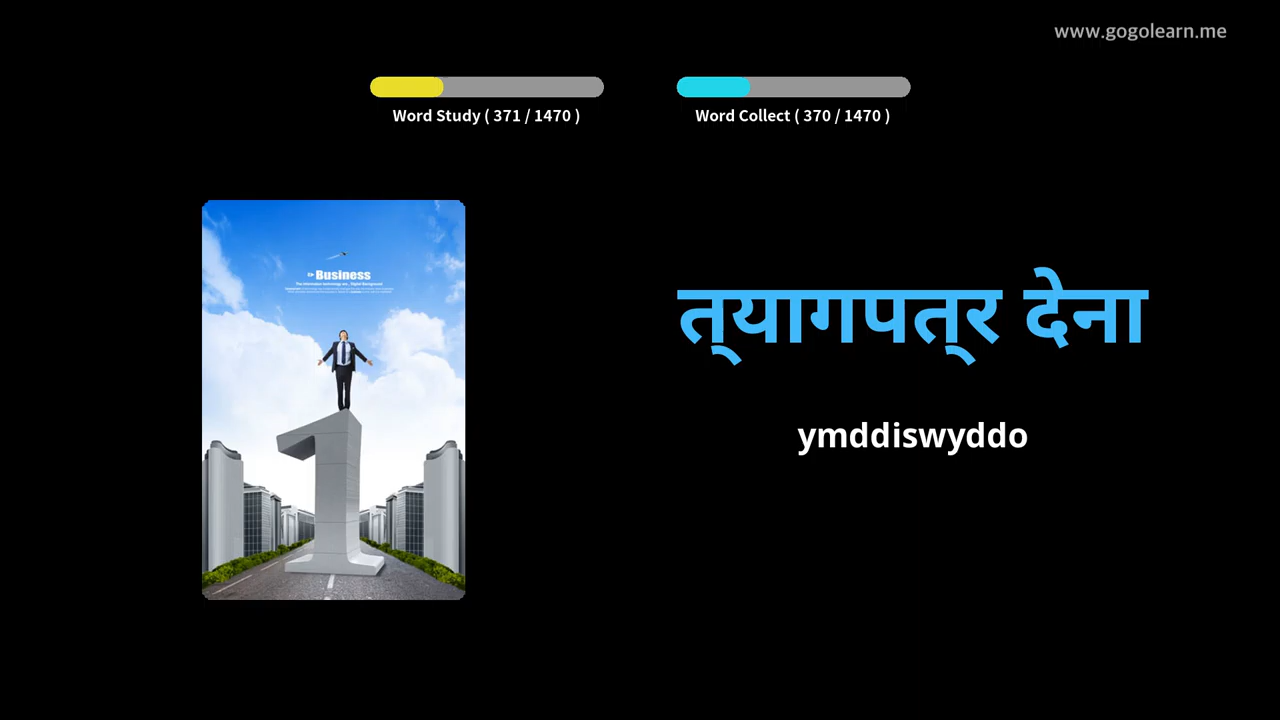 www.gogolearn.me
Word Study ( 371 / 1470 )
Word Collect ( 370 / 1470 )
Business
त्यागपत्र देना
ymddiswyddo